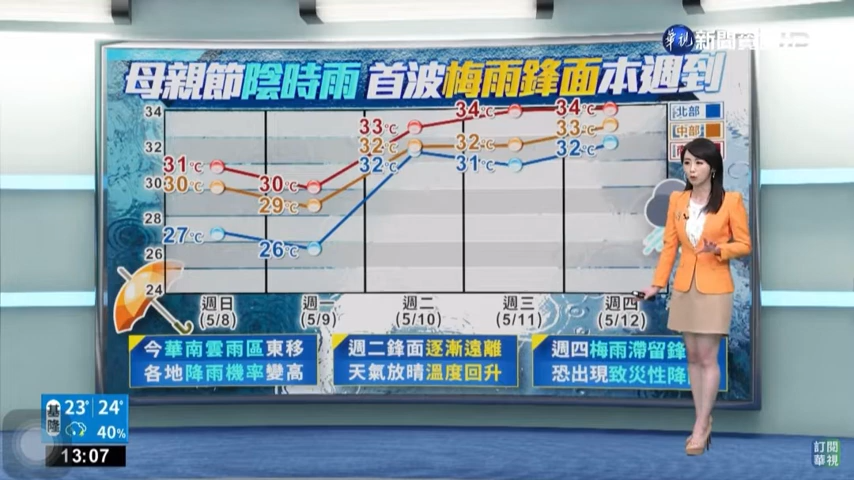 華視 新聞資 HD
母親節陰時雨 首波梅雨鋒面本週到
34
32
30
28
26
24
北部
中部
31℃ 30℃ 33℃ 34℃ 34℃
30℃ 29℃ 32℃ 32℃ 33℃
27℃ 26℃ 32℃ 31℃ 32℃
週日 週一 週二 週三 週四
(5/8) (5/9) (5/10) (5/11) (5/12)
今華南雲雨區東移
各地降雨機率變高
週二鋒面逐漸遠離
天氣放晴溫度回升
週四梅雨滯留鋒
恐出現致災性降
基隆
23° 24°
40%
13:07
訂閱
華視